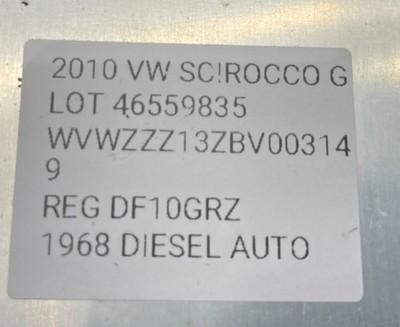 2010 VW SC!ROCCO G
LOT 46559835
WVWZZZ13ZBV00314
9
REG DF10GRZ
1968 DIESEL AUTO